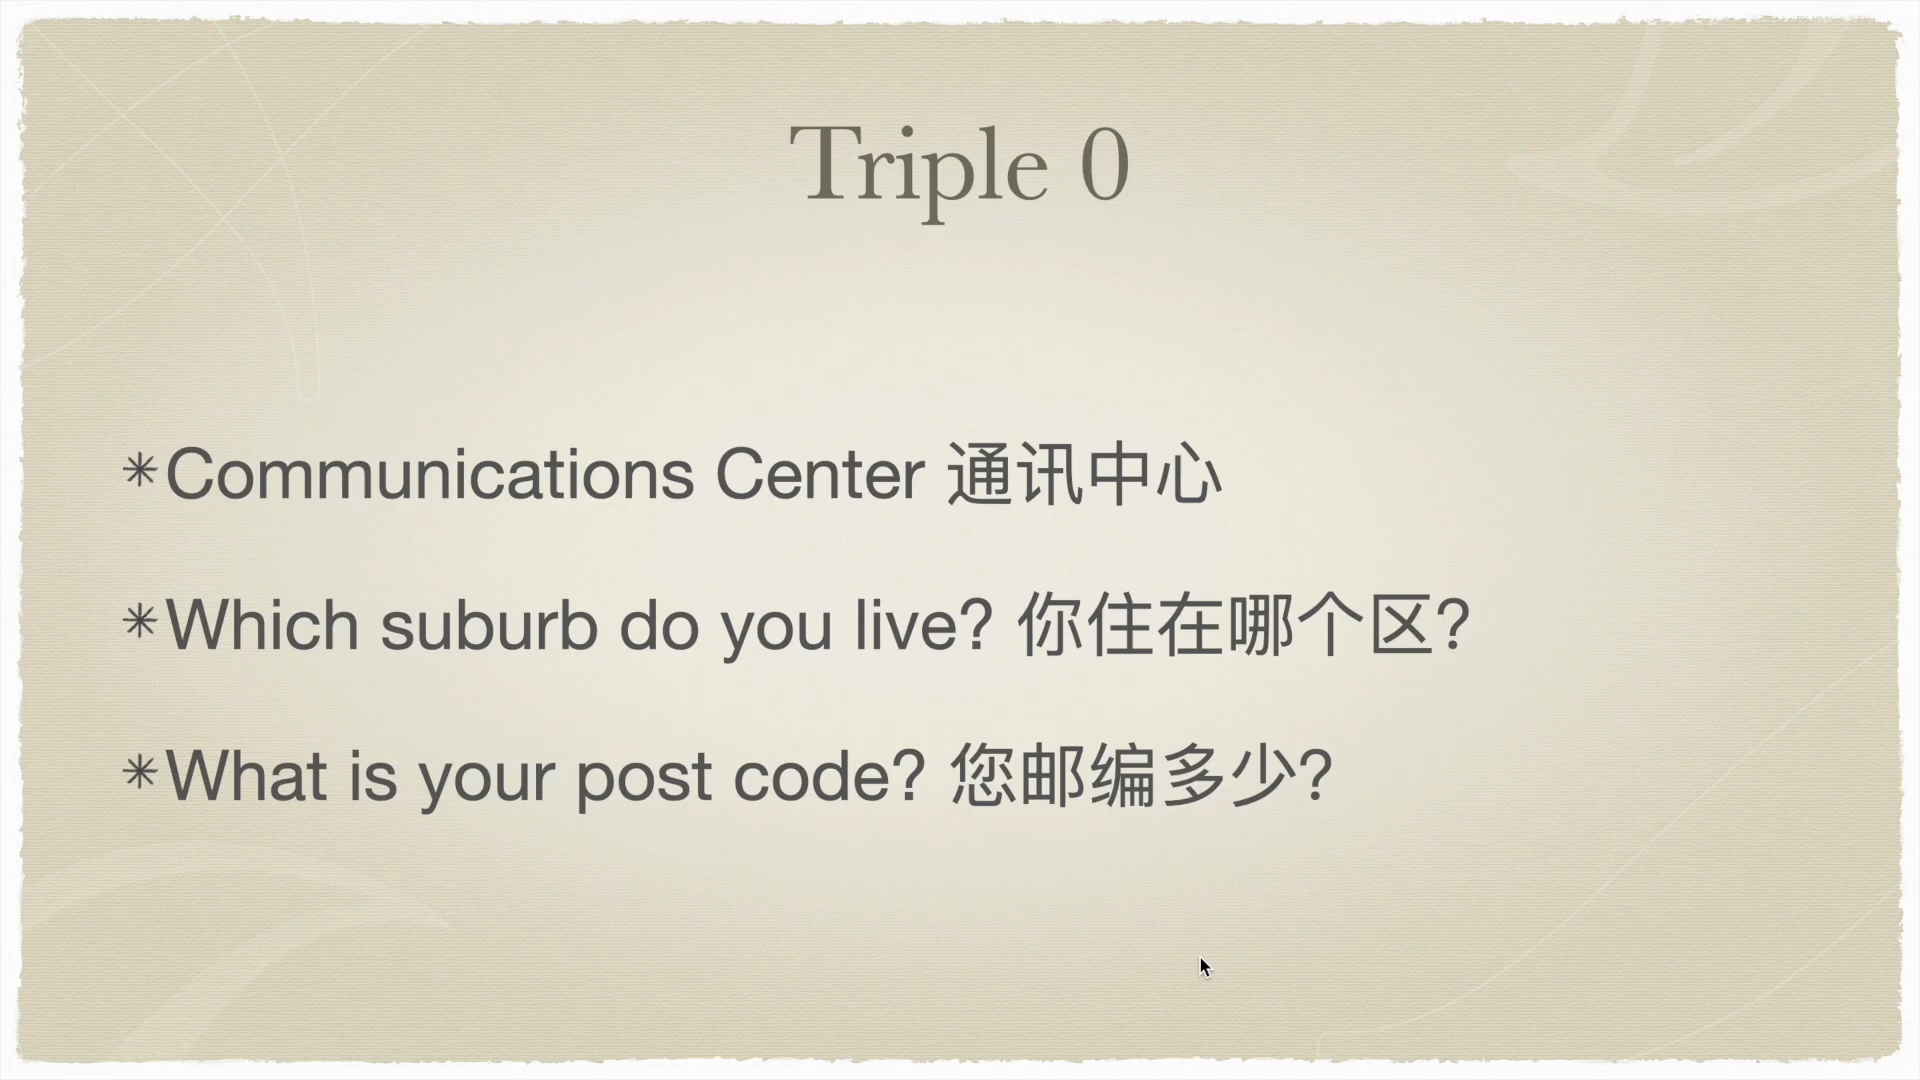 Triple 0
Communications Center 通讯中心
Which suburb do you live? 你住在哪个区?
What is your post code? 您邮编多少?